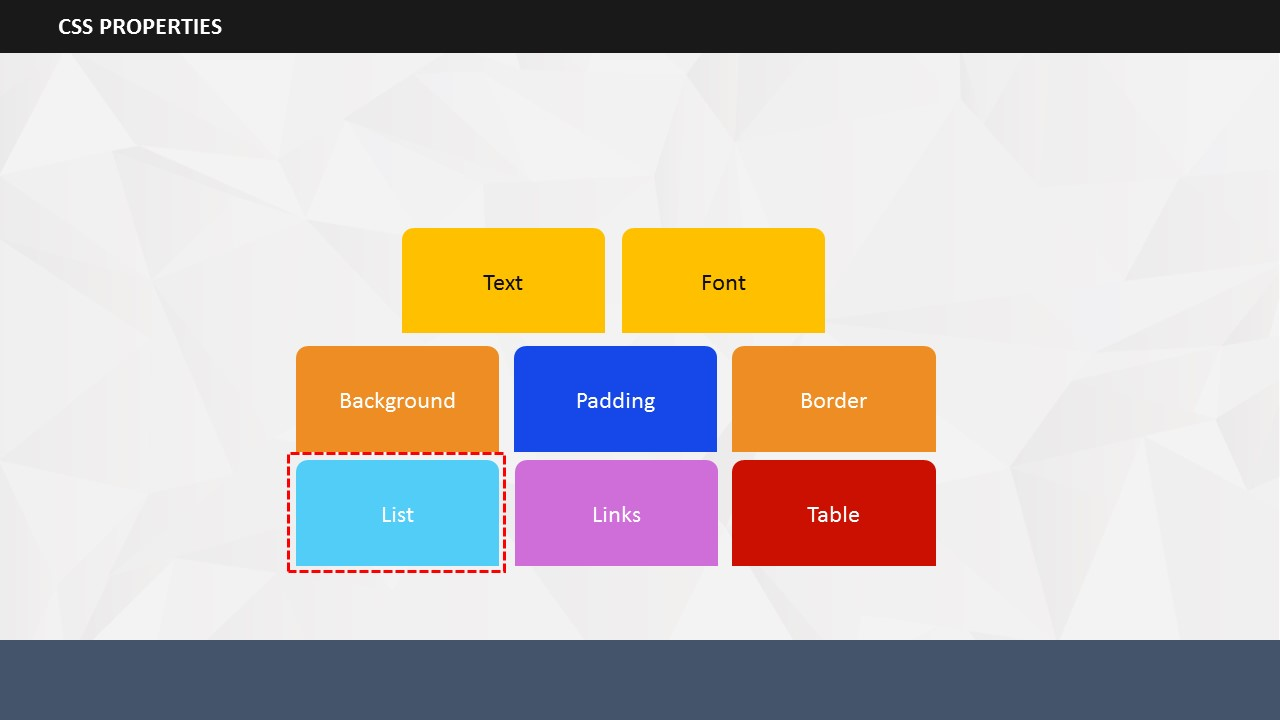 CSS PROPERTIES
Text
Font
Background
Padding
Border
List
Links
Table